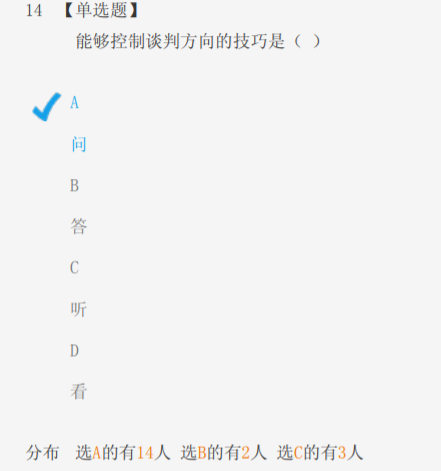 14 【单选题】
能够控制谈判方向的技巧是（ ）
A
问
B
答
C
听
D
看
分布 选A的有14人 选B的有2人 选C的有3人